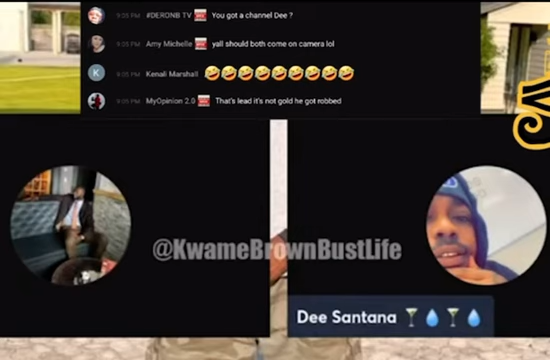 9:05 PM #DERONB TV You got a channel Dee ?
9:05 PM Amy Michelle yall should both come on camera lol
K 9:05 PM Kenali Marshall 🤣🤣🤣🤣🤣🤣🤣🤣🤣
9:05 PM MyOpinion 2.0 That's lead it's not gold he got robbed
@KwameBrownBustLife
Dee Santana 🍸💧🍸💧